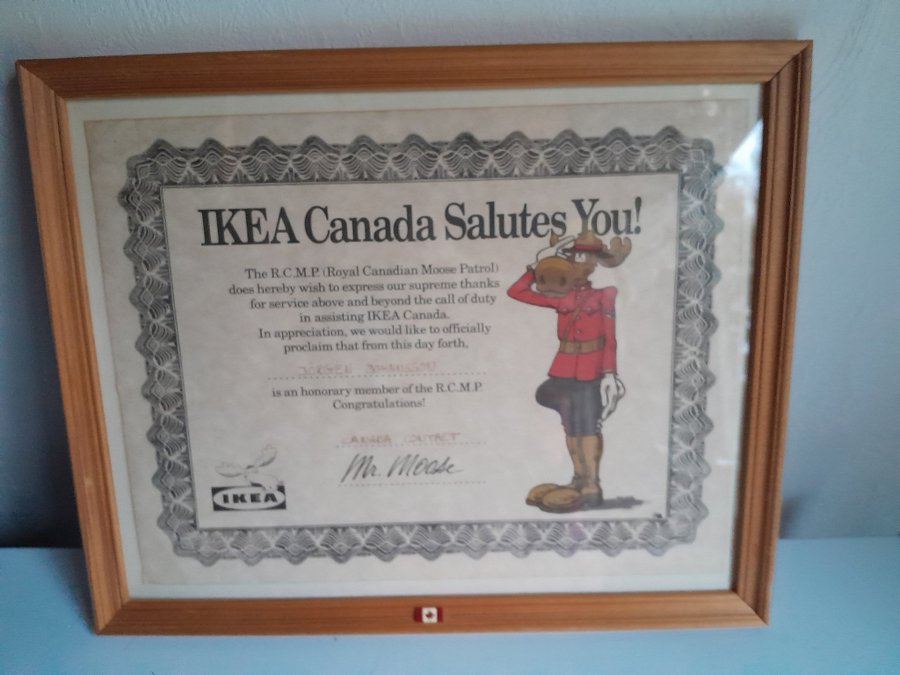 IKEA Canada Salutes You!
The R.C.M.P. (Royal Canadian Moose Patrol)
does hereby wish to express our supreme thanks
for service above and beyond the call of duty
in assisting IKEA Canada.
In appreciation, we would like to officially
proclaim that from this day forth,
JÖRGEN JOHANSSON
is an honorary member of the R.C.M.P.
Congratulations!
CANADA CONTACT
Mr. Moose
IKEA